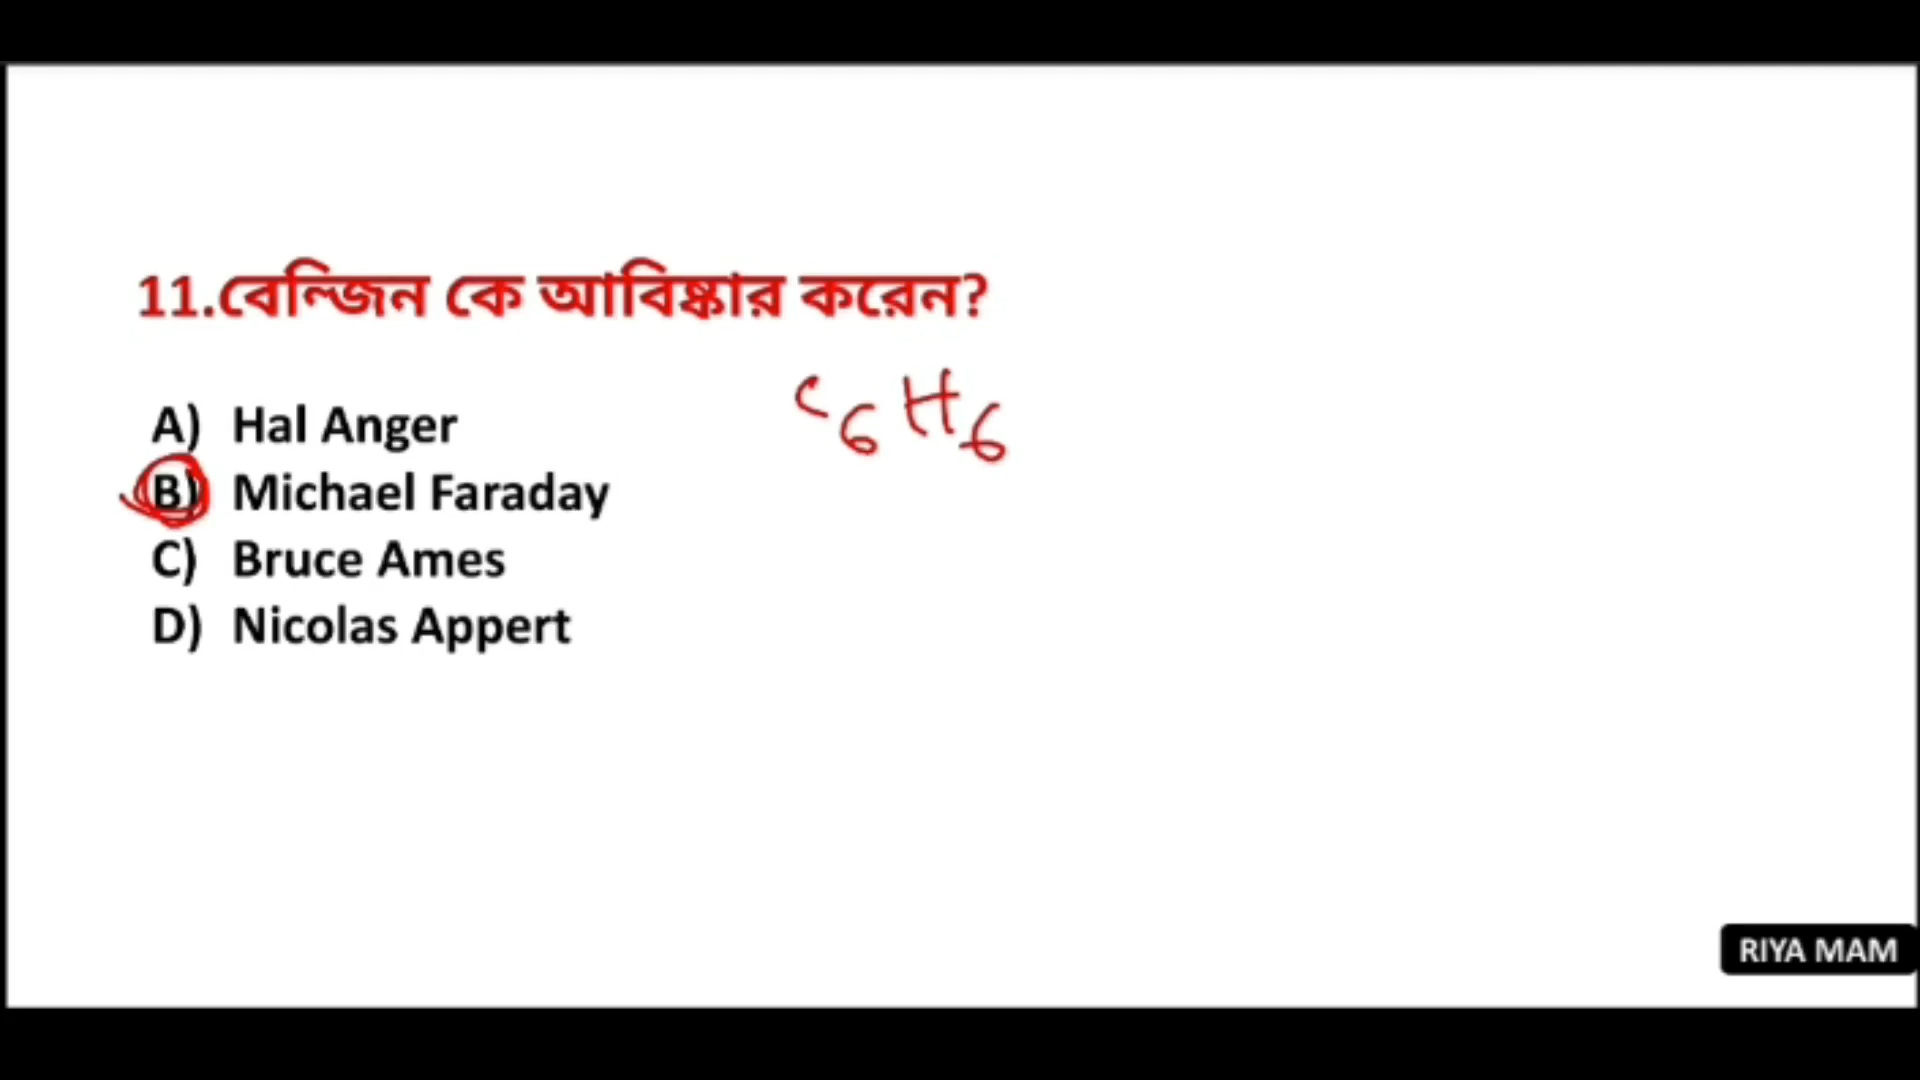 11.বেন্জিন কে আবিষ্কার করেন?
C6H6
A) Hal Anger
B) Michael Faraday
C) Bruce Ames
D) Nicolas Appert
RIYA MAM